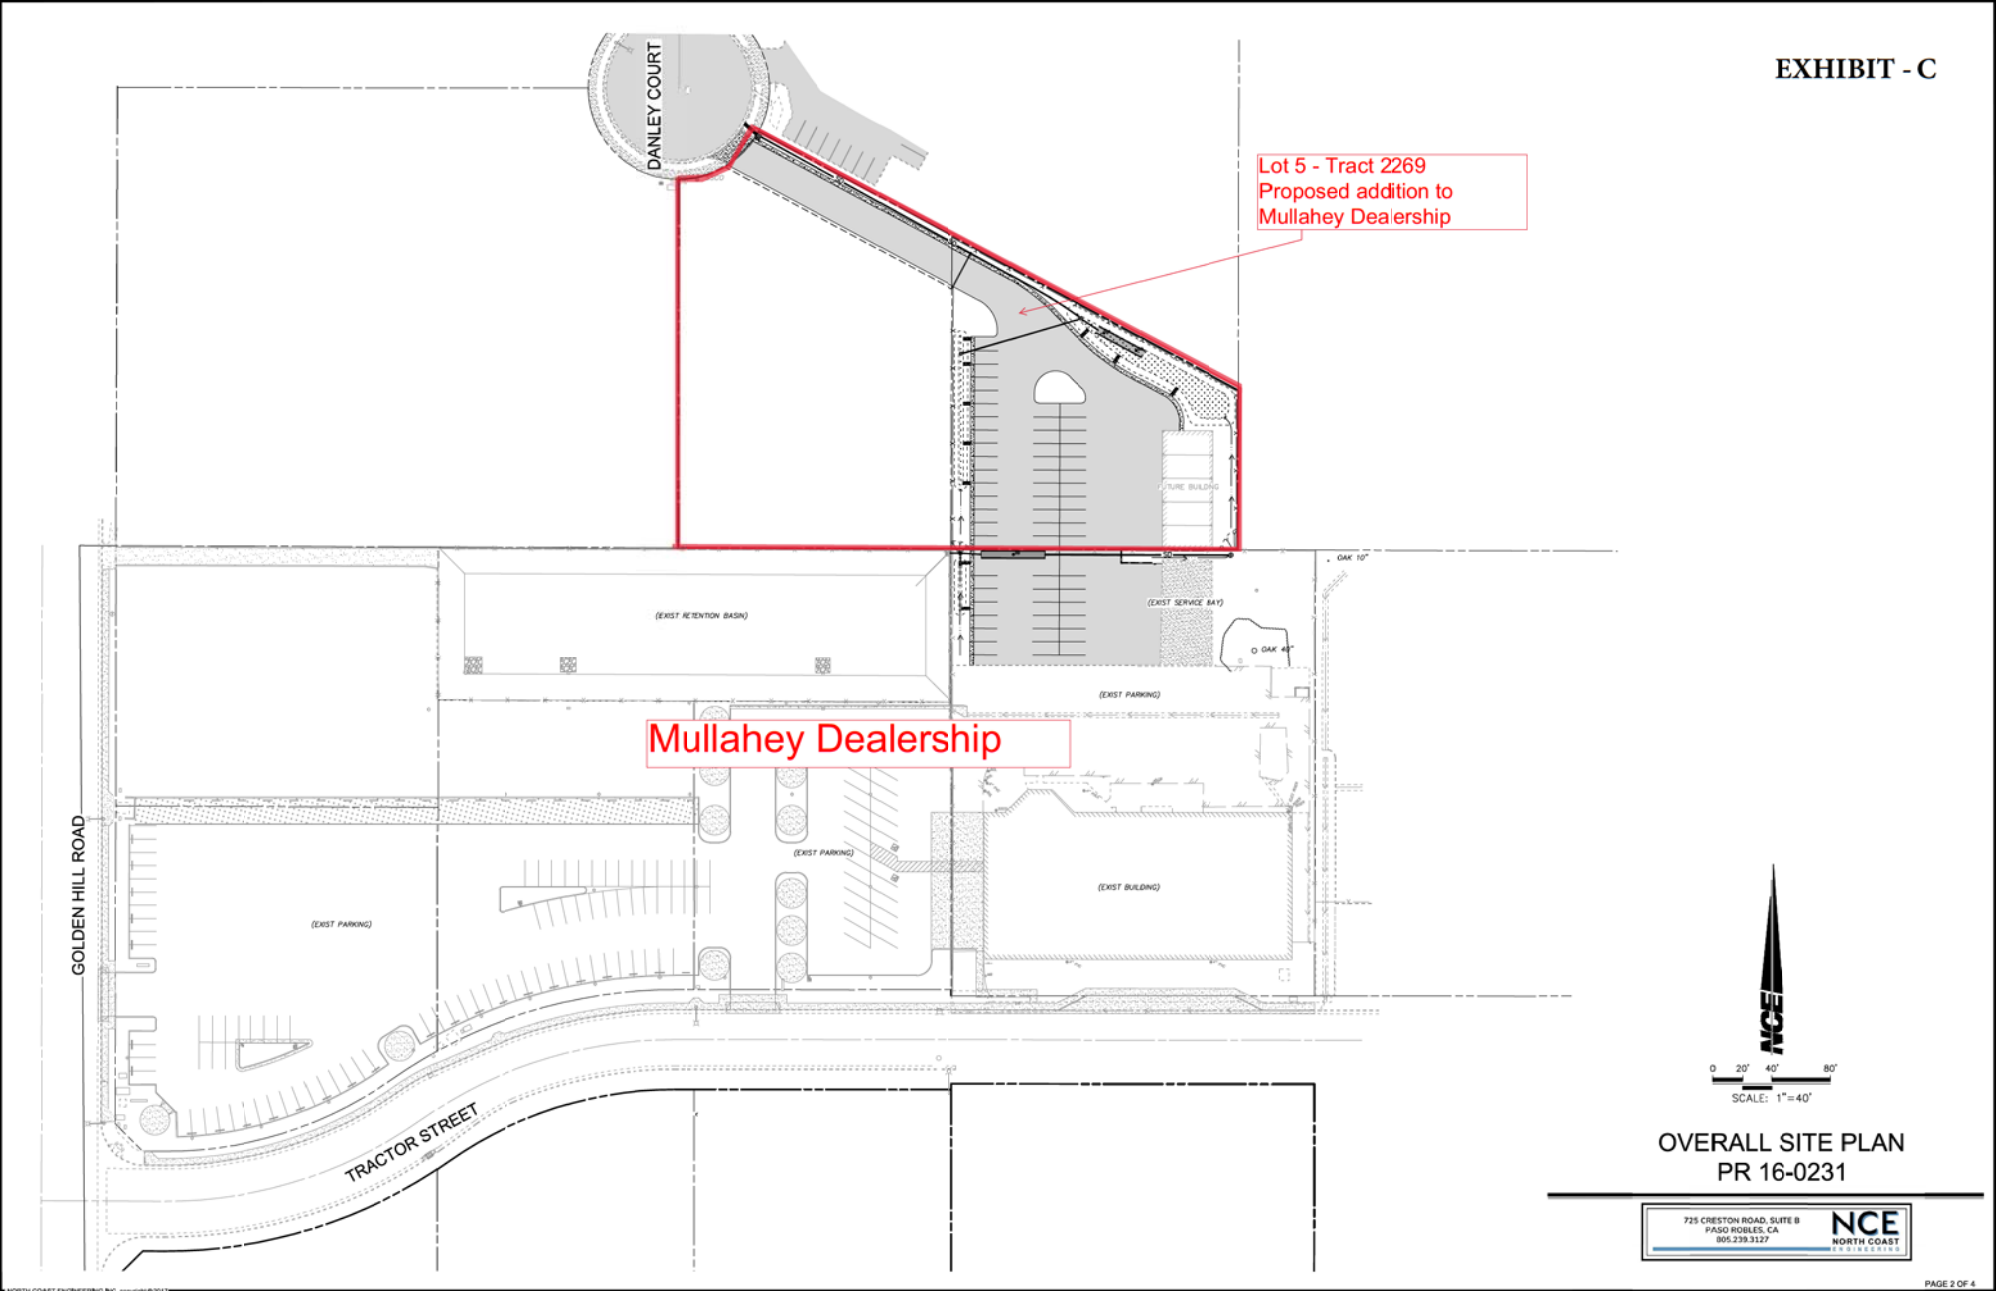 EXHIBIT - C
DANLEY COURT
Lot 5 - Tract 2269
Proposed addition to
Mullahey Dealership
BUILDING
SD
OAK 10"
(EXIST SERVICE BAY)
(EXIST RETENTION BASIN)
OAK 40"
(EXIST PARKING)
Mullahey Dealership
GOLDEN HILL ROAD
(EXIST PARKING)
(EXIST BUILDING)
(EXIST PARKING)
TRACTOR STREET
NCE
0 20' 40' 80'
SCALE: 1"=40'
OVERALL SITE PLAN
PR 16-0231
725 CRESTON ROAD, SUITE B
PASO ROBLES, CA
805.239.3127
NCE
NORTH COAST
ENGINEERING
PAGE 2 OF 4